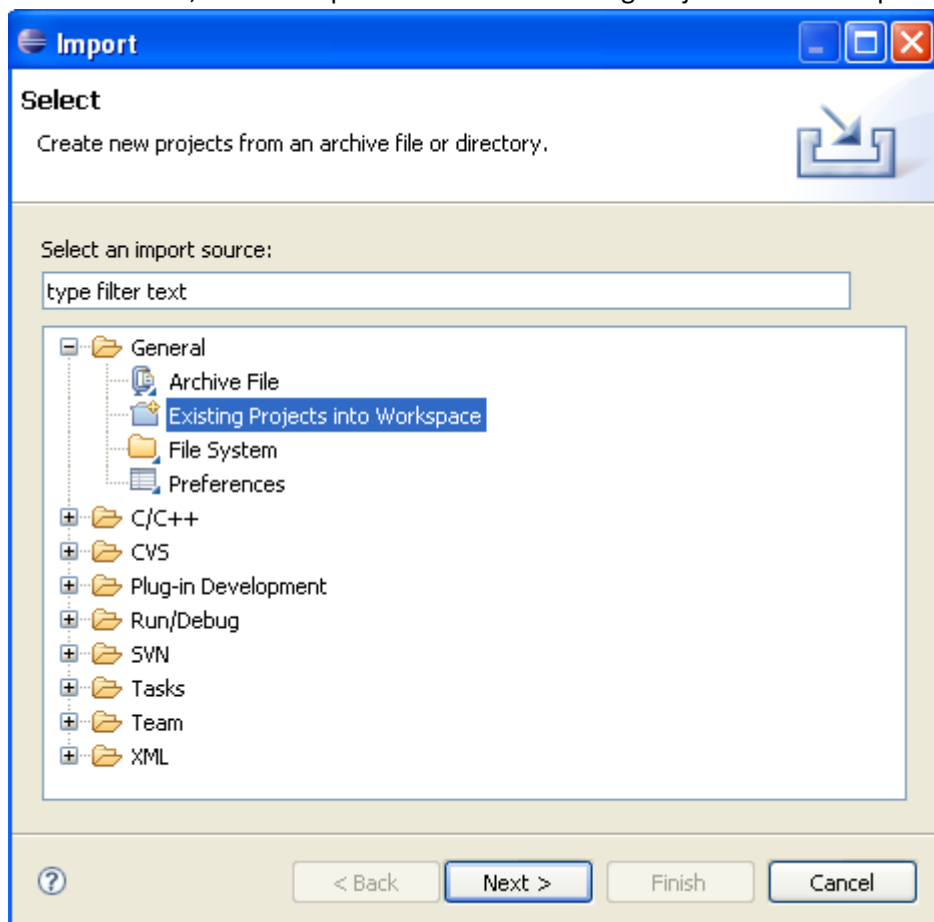 Import
Select
Create new projects from an archive file or directory.
Select an import source:
type filter text
General
Archive File
Existing Projects into Workspace
File System
Preferences
C/C++
CVS
Plug-in Development
Run/Debug
SVN
Tasks
Team
XML
? < Back Next > Finish Cancel